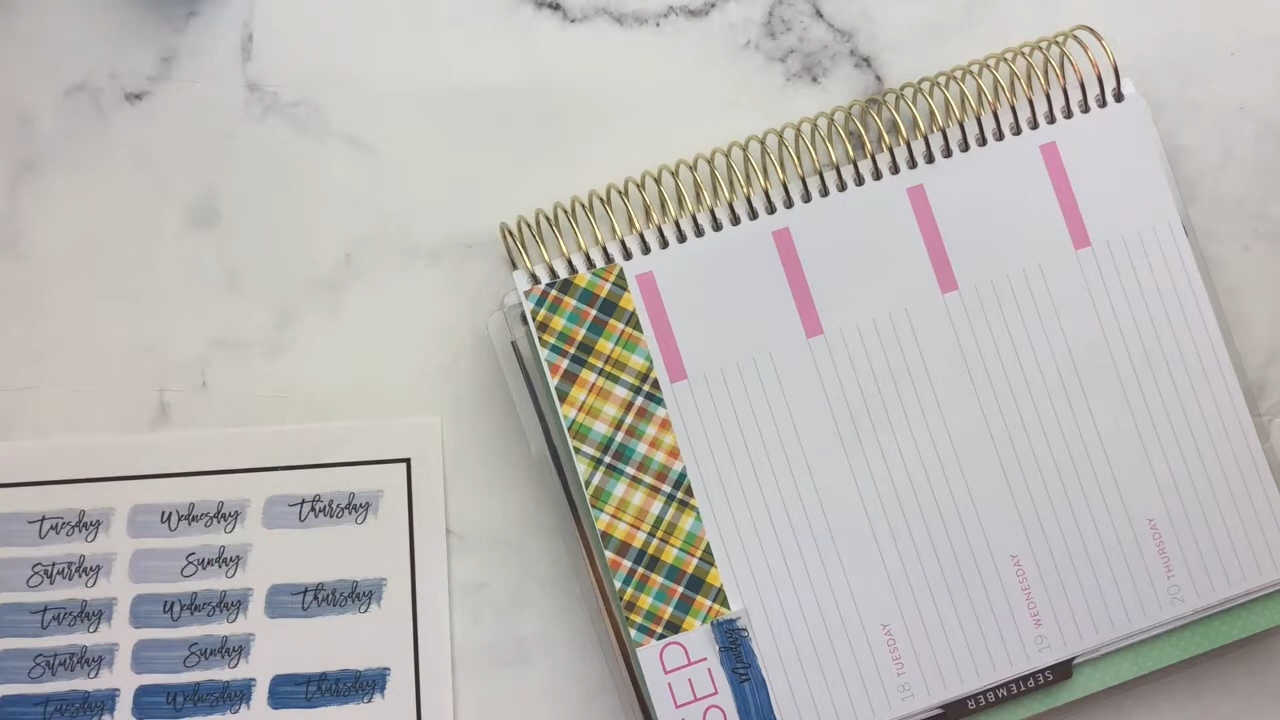 Tuesday Wednesday Thursday
Saturday Sunday
Tuesday Wednesday Thursday
Saturday Sunday
Tuesday Wednesday Thursday
SEP
Monday
18 TUESDAY
19 WEDNESDAY
20 THURSDAY
SEPTEMBER